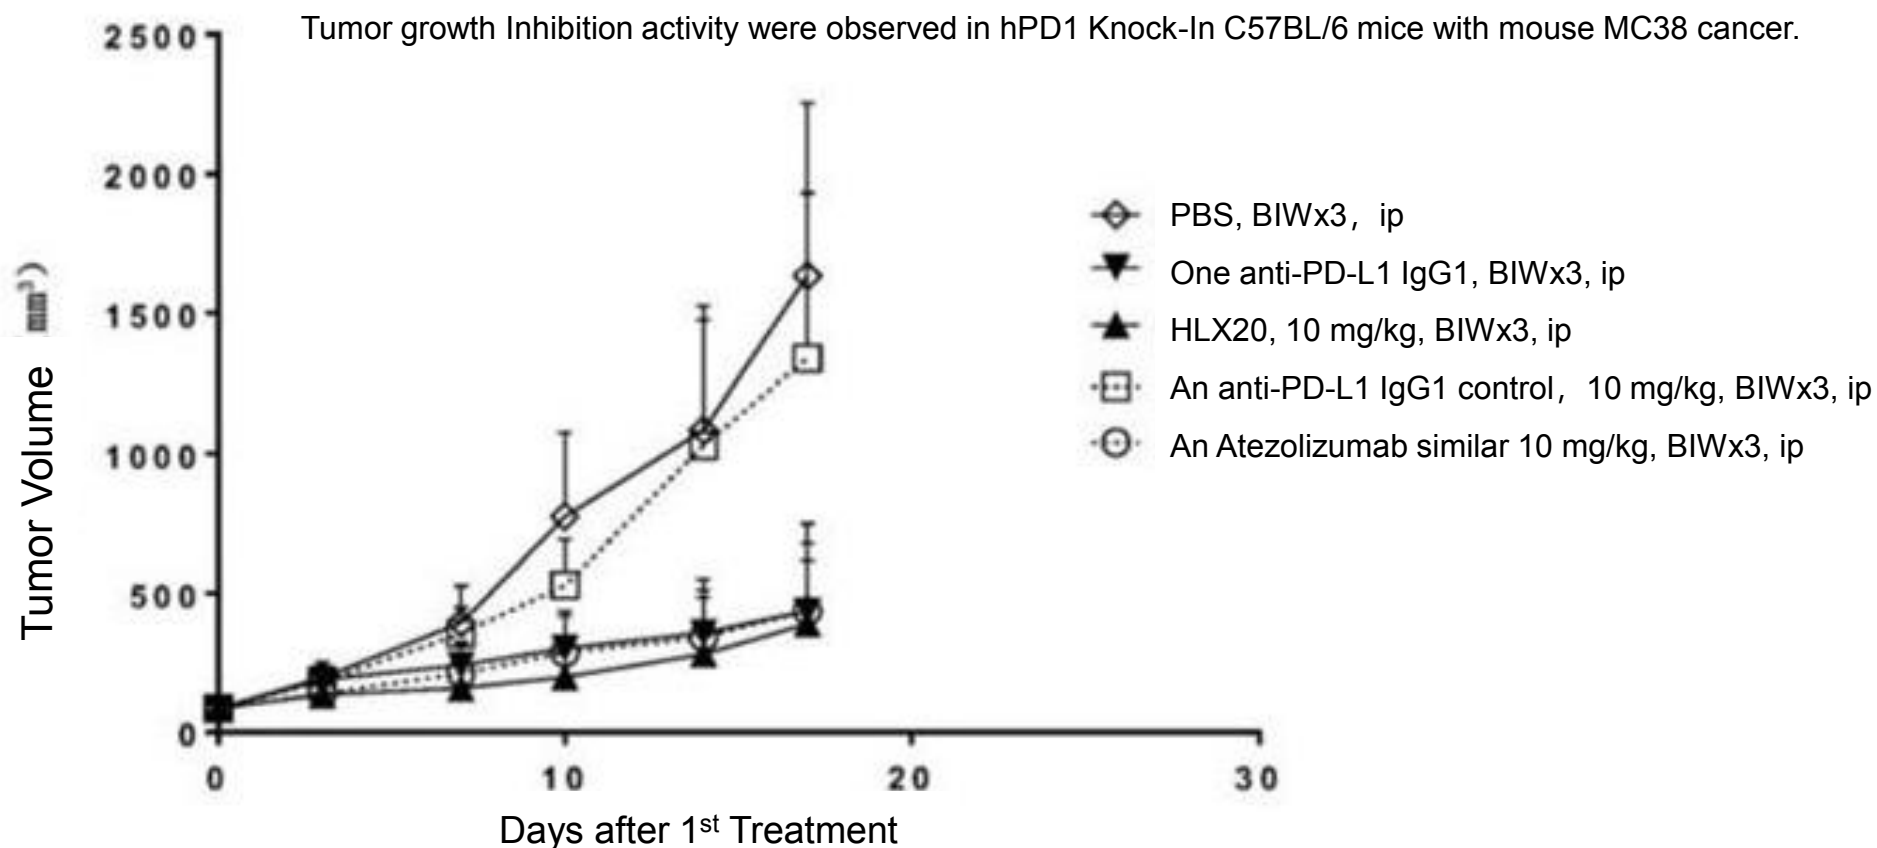 Tumor growth Inhibition activity were observed in hPD1 Knock-In C57BL/6 mice with mouse MC38 cancer.
2500
2000
1500
1000
500
0
Tumor Volume mm³)
0 10 20 30
Days after 1st Treatment
PBS, BIWx3，ip
One anti-PD-L1 IgG1, BIWx3, ip
HLX20, 10 mg/kg, BIWx3, ip
An anti-PD-L1 IgG1 control，10 mg/kg, BIWx3, ip
An Atezolizumab similar 10 mg/kg, BIWx3, ip